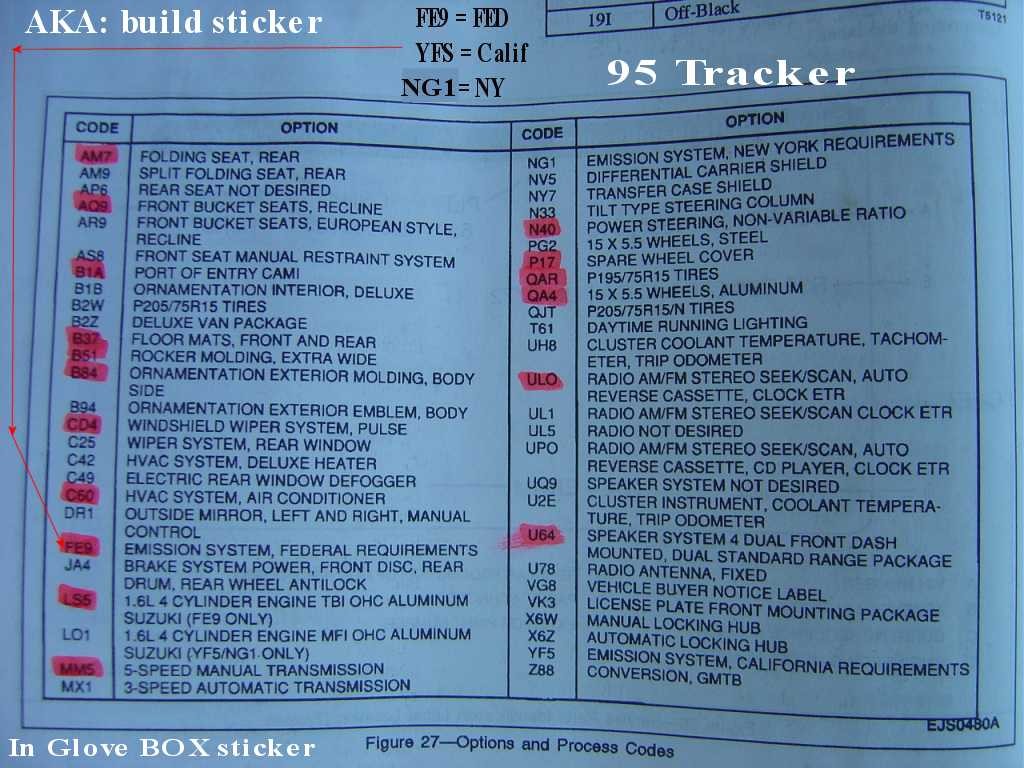 AKA: build sticker
FE9 = FED
YFS = Calif
NG1 = NY
19I Off-Black
T5121
95 Tracker
CODE OPTION
AM7 FOLDING SEAT, REAR
AM9 SPLIT FOLDING SEAT, REAR
AP6 REAR SEAT NOT DESIRED
AQ9 FRONT BUCKET SEATS, RECLINE
AR9 FRONT BUCKET SEATS, EUROPEAN STYLE,
RECLINE
AS8 FRONT SEAT MANUAL RESTRAINT SYSTEM
B1A PORT OF ENTRY CAMI
B1B ORNAMENTATION INTERIOR, DELUXE
B2W P205/75R15 TIRES
B2Z DELUXE VAN PACKAGE
B37 FLOOR MATS, FRONT AND REAR
B51 ROCKER MOLDING, EXTRA WIDE
B84 ORNAMENTATION EXTERIOR MOLDING, BODY
SIDE
B94 ORNAMENTATION EXTERIOR EMBLEM, BODY
CD4 WINDSHIELD WIPER SYSTEM, PULSE
C25 WIPER SYSTEM, REAR WINDOW
C42 HVAC SYSTEM, DELUXE HEATER
C49 ELECTRIC REAR WINDOW DEFOGGER
C60 HVAC SYSTEM, AIR CONDITIONER
DR1 OUTSIDE MIRROR, LEFT AND RIGHT, MANUAL
CONTROL
FE9 EMISSION SYSTEM, FEDERAL REQUIREMENTS
JA4 BRAKE SYSTEM POWER, FRONT DISC, REAR
DRUM, REAR WHEEL ANTILOCK
LS5 1.6L 4 CYLINDER ENGINE TBI OHC ALUMINUM
SUZUKI (FE9 ONLY)
LO1 1.6L 4 CYLINDER ENGINE MFI OHC ALUMINUM
SUZUKI (YF5/NG1 ONLY)
MM5 5-SPEED MANUAL TRANSMISSION
MX1 3-SPEED AUTOMATIC TRANSMISSION
CODE OPTION
NG1 EMISSION SYSTEM, NEW YORK REQUIREMENTS
NV5 DIFFERENTIAL CARRIER SHIELD
NY7 TRANSFER CASE SHIELD
N33 TILT TYPE STEERING COLUMN
N40 POWER STEERING, NON-VARIABLE RATIO
PG2 15 X 5.5 WHEELS, STEEL
P17 SPARE WHEEL COVER
QAR P195/75R15 TIRES
QA4 15 X 5.5 WHEELS, ALUMINUM
QJT P205/75R15/N TIRES
T61 DAYTIME RUNNING LIGHTING
UH8 CLUSTER COOLANT TEMPERATURE, TACHOM-
ETER, TRIP ODOMETER
ULO RADIO AM/FM STEREO SEEK/SCAN, AUTO
REVERSE CASSETTE, CLOCK ETR
UL1 RADIO AM/FM STEREO SEEK/SCAN CLOCK ETR
UL5 RADIO NOT DESIRED
UPO RADIO AM/FM STEREO SEEK/SCAN, AUTO
REVERSE CASSETTE, CD PLAYER, CLOCK ETR
UQ9 SPEAKER SYSTEM NOT DESIRED
U2E CLUSTER INSTRUMENT, COOLANT TEMPERA-
TURE, TRIP ODOMETER
U64 SPEAKER SYSTEM 4 DUAL FRONT DASH
MOUNTED, DUAL STANDARD RANGE PACKAGE
U78 RADIO ANTENNA, FIXED
VG8 VEHICLE BUYER NOTICE LABEL
VK3 LICENSE PLATE FRONT MOUNTING PACKAGE
X6W MANUAL LOCKING HUB
X6Z AUTOMATIC LOCKING HUB
YF5 EMISSION SYSTEM, CALIFORNIA REQUIREMENTS
Z88 CONVERSION, GMTB
EJS0480A
Figure 27—Options and Process Codes
In Glove BOX sticker